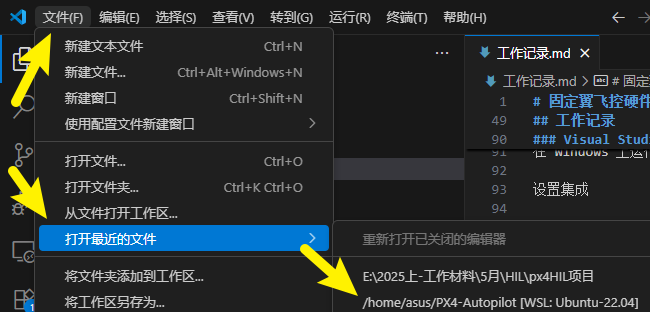 文件(F) 编辑(E) 选择(S) 查看(V) 转到(G) 运行(R) 终端(T) 帮助(H)
新建文本文件 Ctrl+N
新建文件... Ctrl+Alt+Windows+N
新建窗口 Ctrl+Shift+N
使用配置文件新建窗口
打开文件... Ctrl+O
打开文件夹... Ctrl+K Ctrl+O
从文件打开工作区...
打开最近的文件
将文件夹添加到工作区...
将工作区另存为...
重新打开已关闭的编辑器
E:\2025上-工作材料\5月\HIL\px4HIL项目
/home/asus/PX4-Autopilot [WSL: Ubuntu-22.04]
···
工作记录.md
工作记录.md > # 固定
1 # 固定翼飞控硬件
49 ## 工作记录
90 ### Visual Stud
91 在 Windows 上运
92
93 设置集成
94